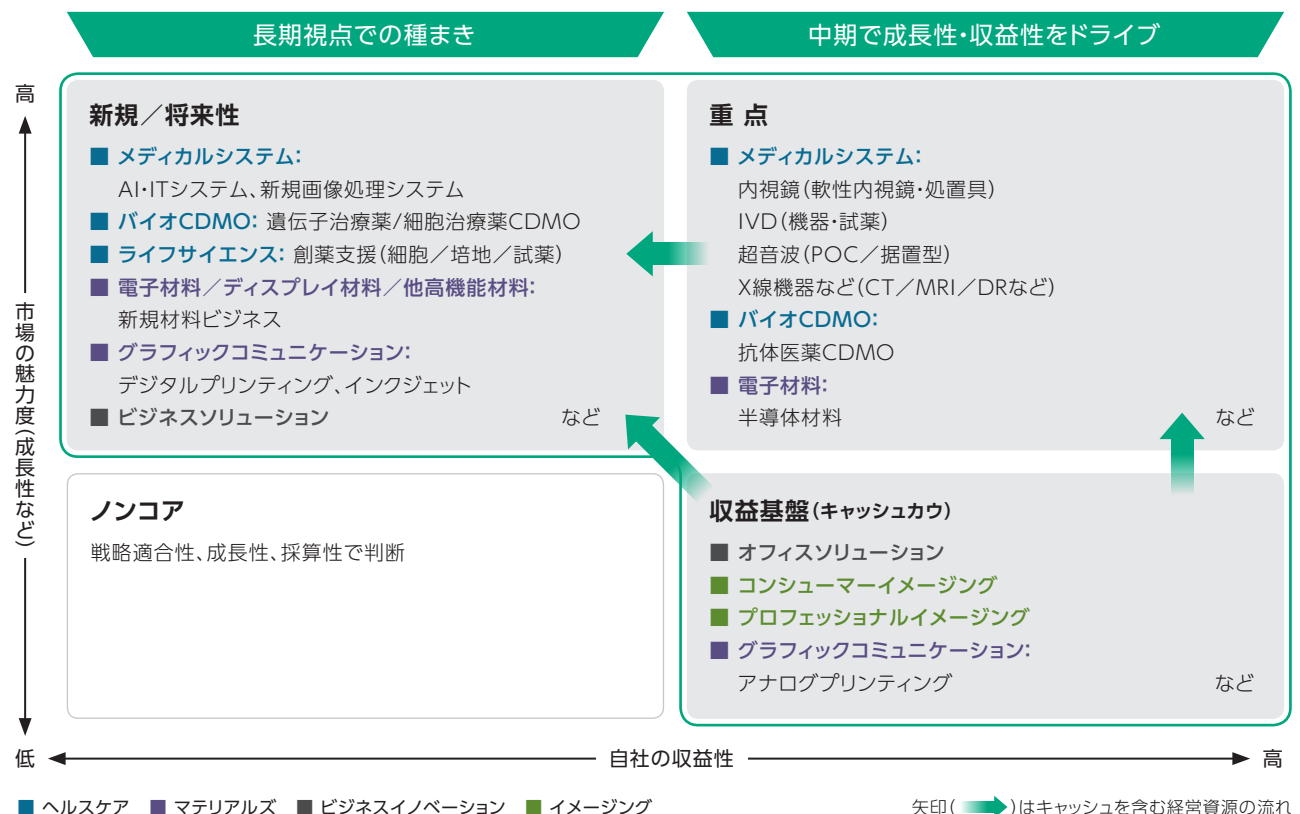 長期視点での種まき
中期で成長性・収益性をドライブ
高
市場の魅力度（成長性など）
低
新規／将来性
■ メディカルシステム：
AI・ITシステム、新規画像処理システム
■ バイオCDMO： 遺伝子治療薬/細胞治療薬CDMO
■ ライフサイエンス： 創薬支援（細胞／培地／試薬）
■ 電子材料／ディスプレイ材料／他高機能材料：
新規材料ビジネス
■ グラフィックコミュニケーション：
デジタルプリンティング、インクジェット
■ ビジネスソリューション など
重 点
■ メディカルシステム：
内視鏡（軟性内視鏡・処置具）
IVD（機器・試薬）
超音波（POC／据置型）
X線機器など（CT／MRI／DRなど）
■ バイオCDMO：
抗体医薬CDMO
■ 電子材料：
半導体材料 など
ノンコア
戦略適合性、成長性、採算性で判断
収益基盤（キャッシュカウ）
■ オフィスソリューション
■ コンシューマーイメージング
■ プロフェッショナルイメージング
■ グラフィックコミュニケーション：
アナログプリンティング など
自社の収益性
高
■ ヘルスケア ■ マテリアルズ ■ ビジネスイノベーション ■ イメージング
矢印（ ）はキャッシュを含む経営資源の流れ